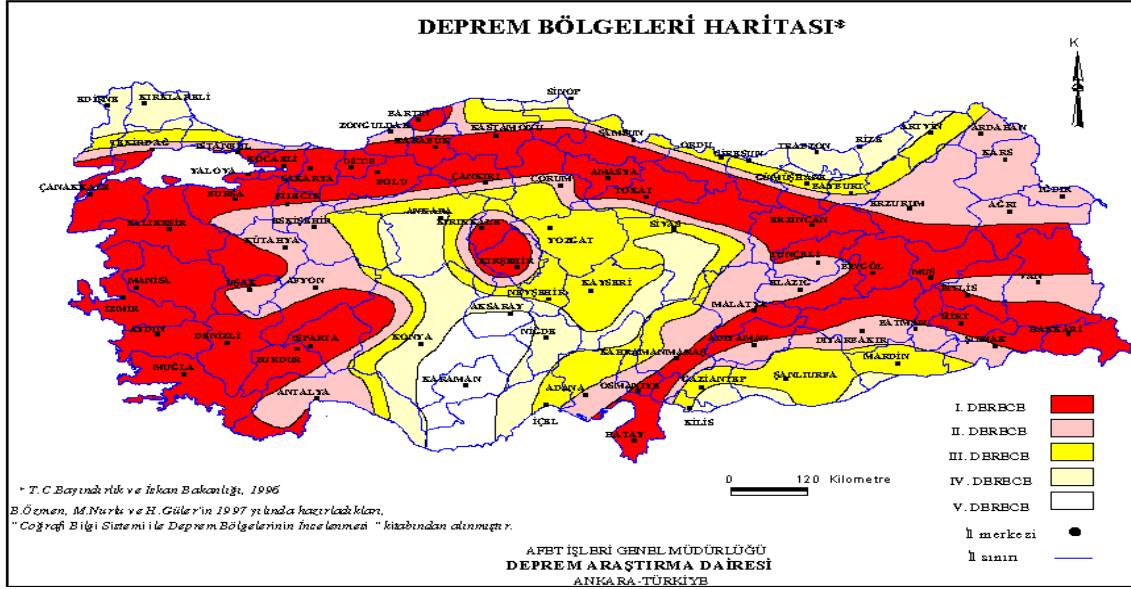 DEPREM BÖLGELERİ HARİTASI*
K
SİNOP
EDİRNE
KIRKLARELİ
BARTIN
ZONGULDAK
KASTAMONU
SAMSUN
ARTVİN
ARDAHAN
TEKİRDAĞ
İSTANBUL
KARABÜK
ORDU
GİRESUN
TRABZON
RİZE
KARS
KOCAELİ
DÜZCE
YALOVA
SAKARYA
BOLU
ÇANKIRI
ÇORUM
AMASYA
TOKAT
GÜMÜŞHANE
BAYBURT
ÇANAKKALE
BURSA
BİLECİK
ERZURUM
IĞDIR
AĞRI
BALIKESİR
ESKİŞEHİR
ANKARA
KIRIKKALE
SİVAS
ERZİNCAN
KÜTAHYA
YOZGAT
KIRŞEHİR
TUNCELİ
BİNGÖL
MUŞ
VAN
MANİSA
UŞAK
AFYON
NEVŞEHİR
KAYSERİ
ELAZIĞ
BİTLİS
İZMİR
AKSARAY
MALATYA
SİİRT
AYDIN
DENİZLİ
ISPARTA
KONYA
NİĞDE
ADIYAMAN
DİYARBAKIR
BATMAN
ŞIRNAK
HAKKARİ
BURDUR
KAHRAMANMARAŞ
MARDİN
MUĞLA
ANTALYA
KARAMAN
ADANA
OSMANİYE
GAZİANTEP
ŞANLIURFA
İÇEL
KİLİS
HATAY
I. DERECE
II. DERECE
III. DERECE
IV. DERECE
V. DERECE
İl merkezi
İl sınırı
0 120 Kilometre
* T.C Bayındırlık ve İskan Bakanlığı, 1996
B.Özmen, M.Nurlu ve H.Güler'in 1997 yılında hazırladıkları,
"Coğrafi Bilgi Sistemi ile Deprem Bölgelerinin İncelenmesi " kitabından alınmıştır.
AFET İŞLERİ GENEL MÜDÜRLÜĞÜ
DEPREM ARAŞTIRMA DAİRESİ
ANKARA-TÜRKİYE